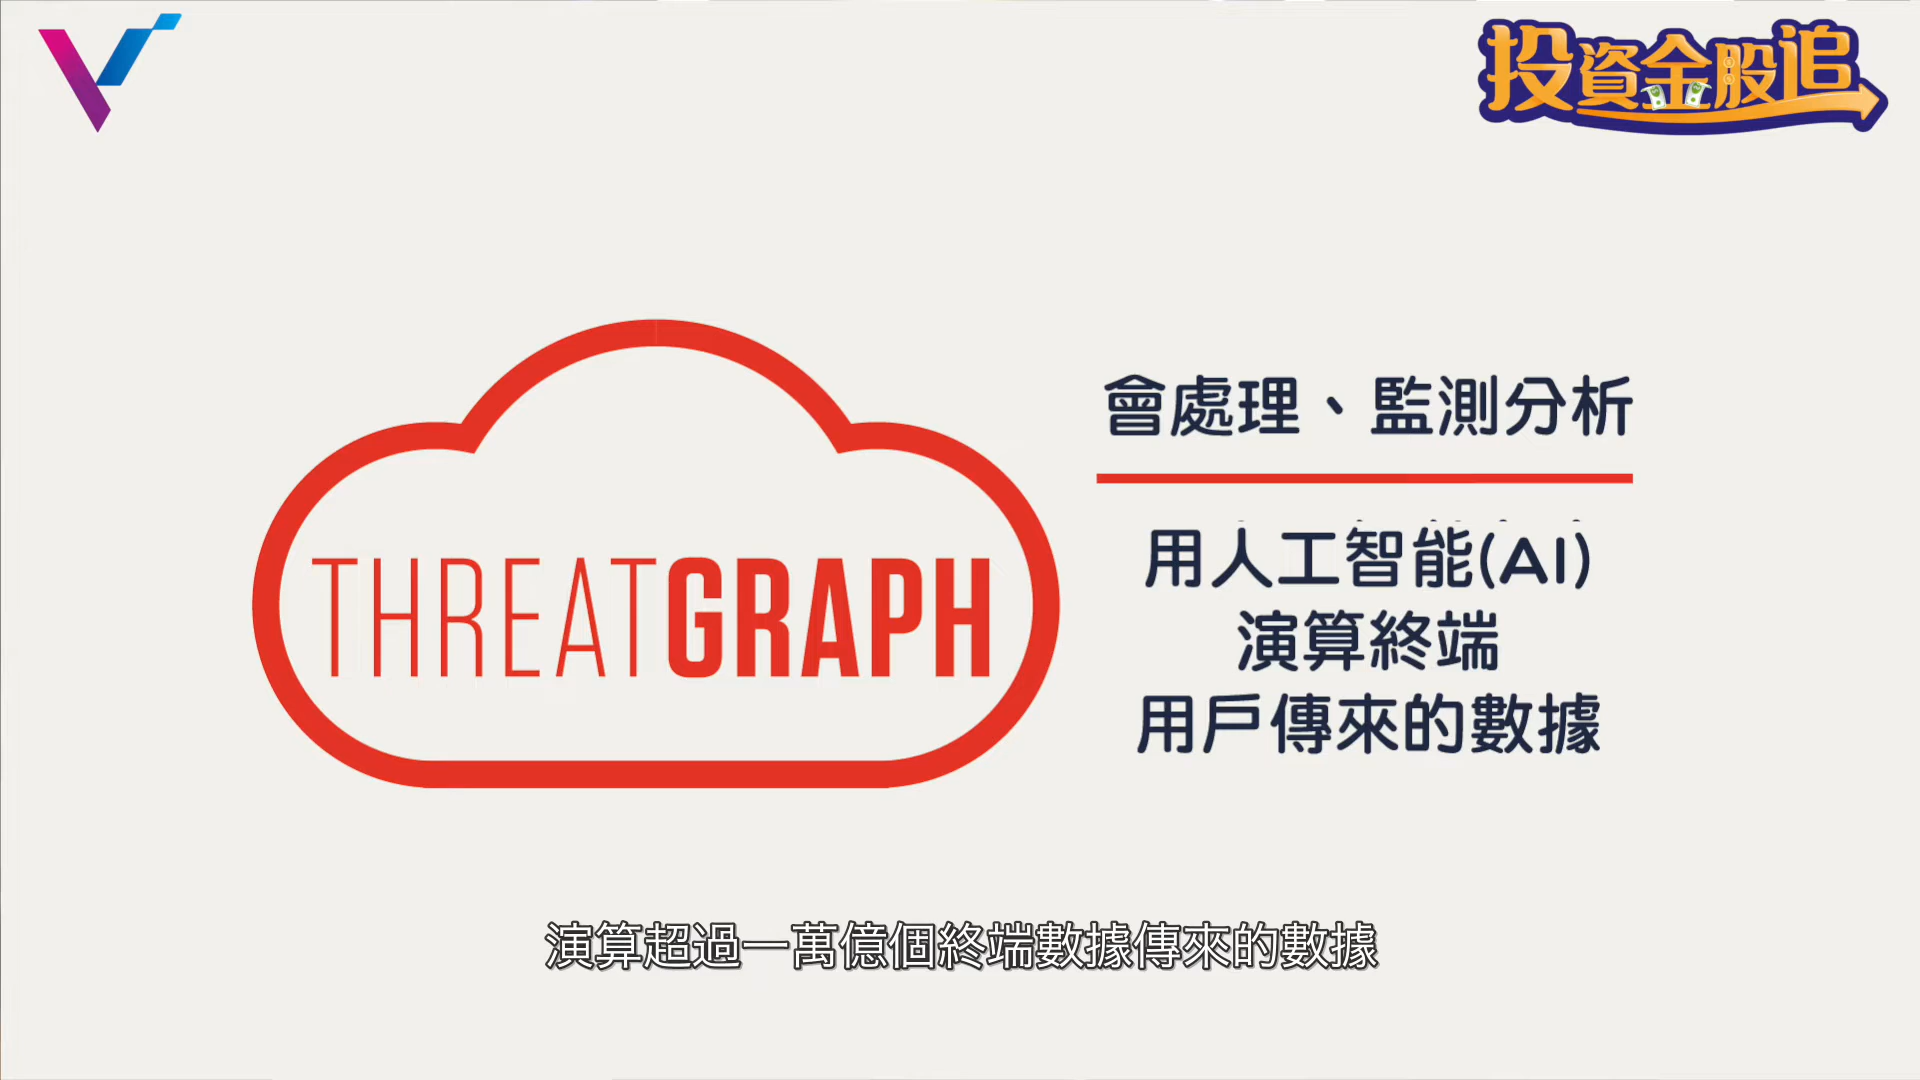 投資金股追
會處理、監測分析
THREATGRAPH
用人工智能(AI)
演算終端
用戶傳來的數據
演算超過一萬億個終端數據傳來的數據